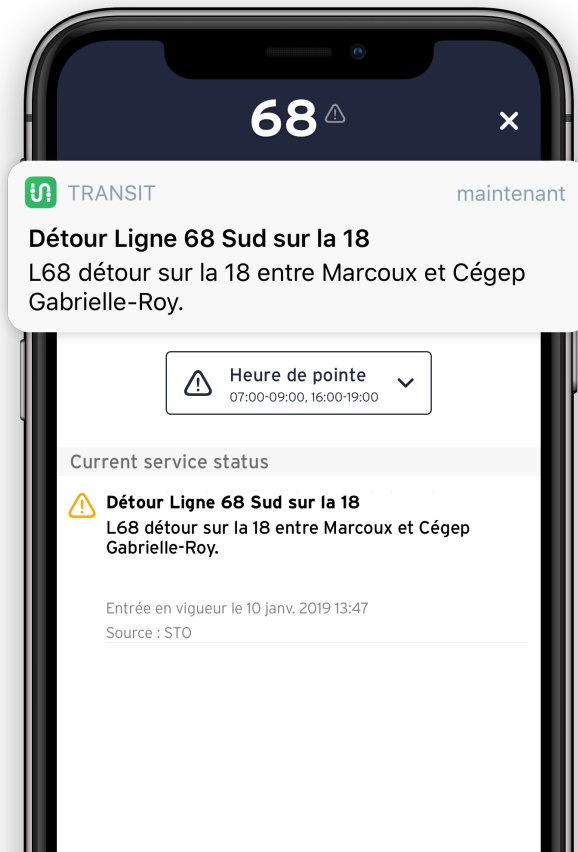 68
TRANSIT
maintenant
Détour Ligne 68 Sud sur la 18
L68 détour sur la 18 entre Marcoux et Cégep
Gabrielle-Roy.
Heure de pointe
07:00-09:00, 16:00-19:00
Current service status
Détour Ligne 68 Sud sur la 18
L68 détour sur la 18 entre Marcoux et Cégep
Gabrielle-Roy.
Entrée en vigueur le 10 janv. 2019 13:47
Source : STO